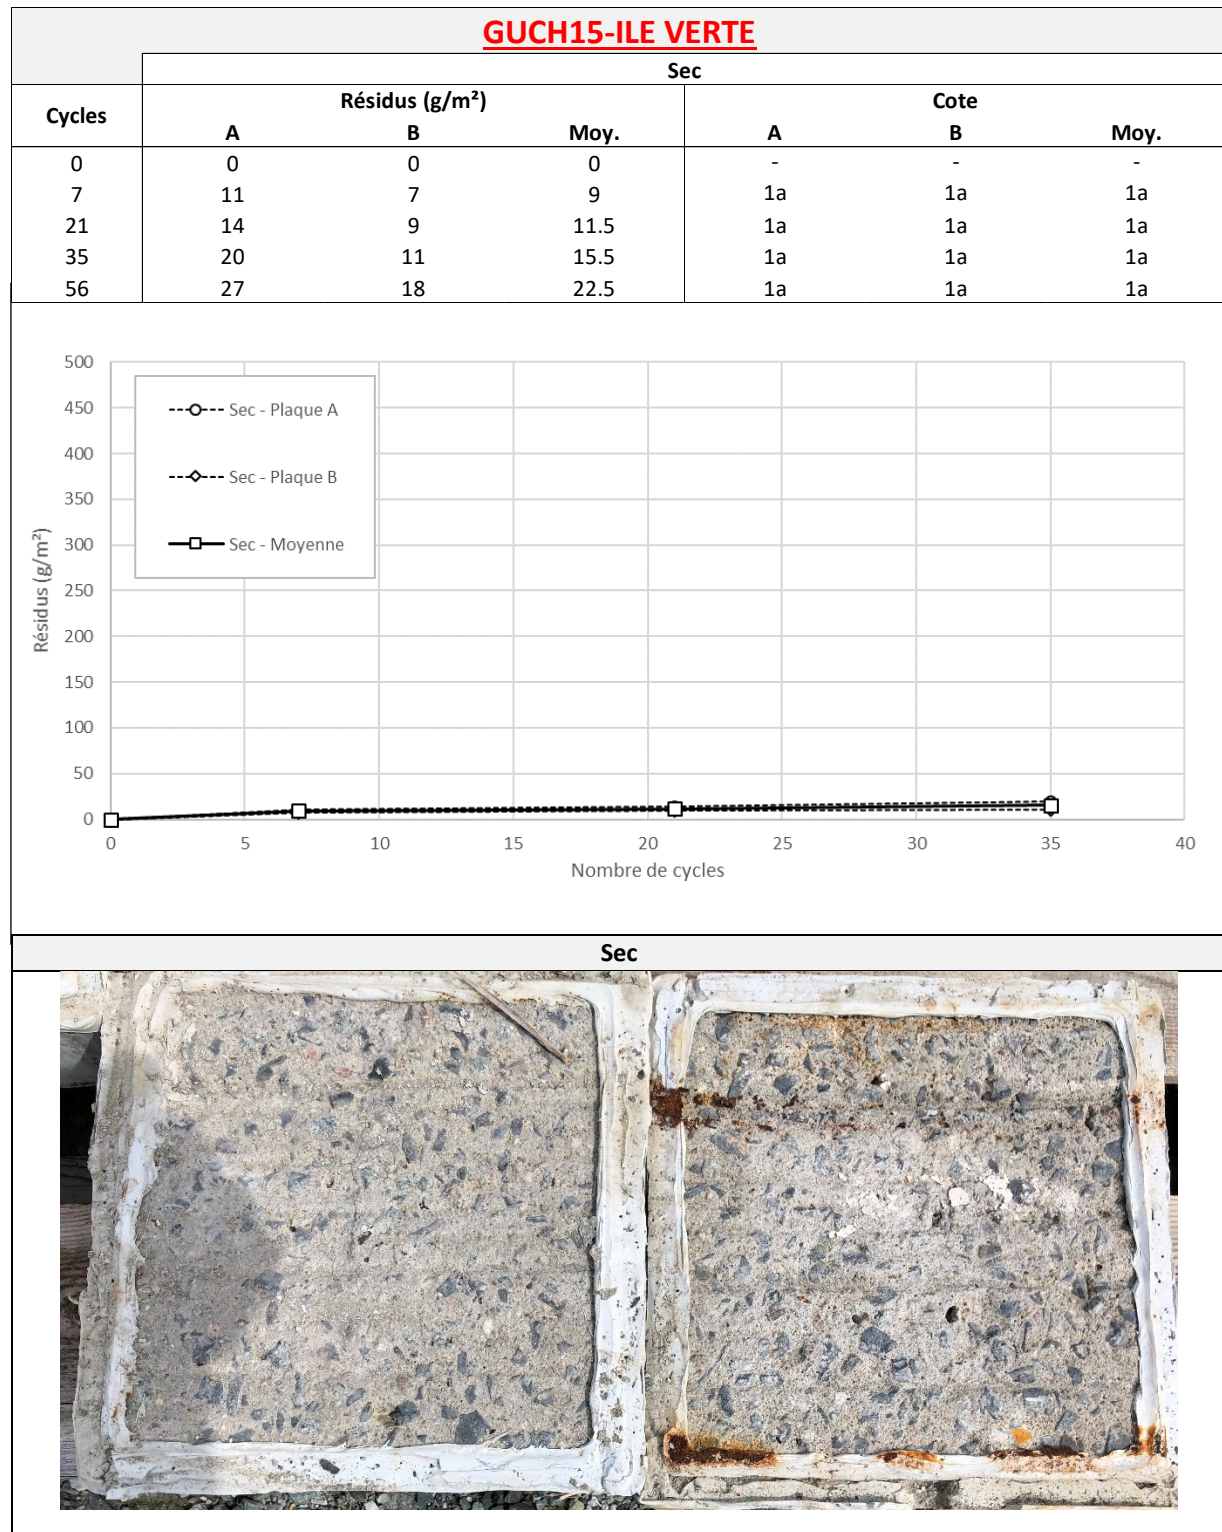 GUCH15-ILE VERTE
Sec
Cycles Résidus (g/m²) Cote
A B Moy. A B Moy.
0 0 0 0 - - -
7 11 7 9 1a 1a 1a
21 14 9 11.5 1a 1a 1a
35 20 11 15.5 1a 1a 1a
56 27 18 22.5 1a 1a 1a
500
450
400
350
300
250
200
150
100
50
0
Résidus (g/m²)
Sec - Plaque A
Sec - Plaque B
Sec - Moyenne
0 5 10 15 20 25 30 35 40
Nombre de cycles
Sec